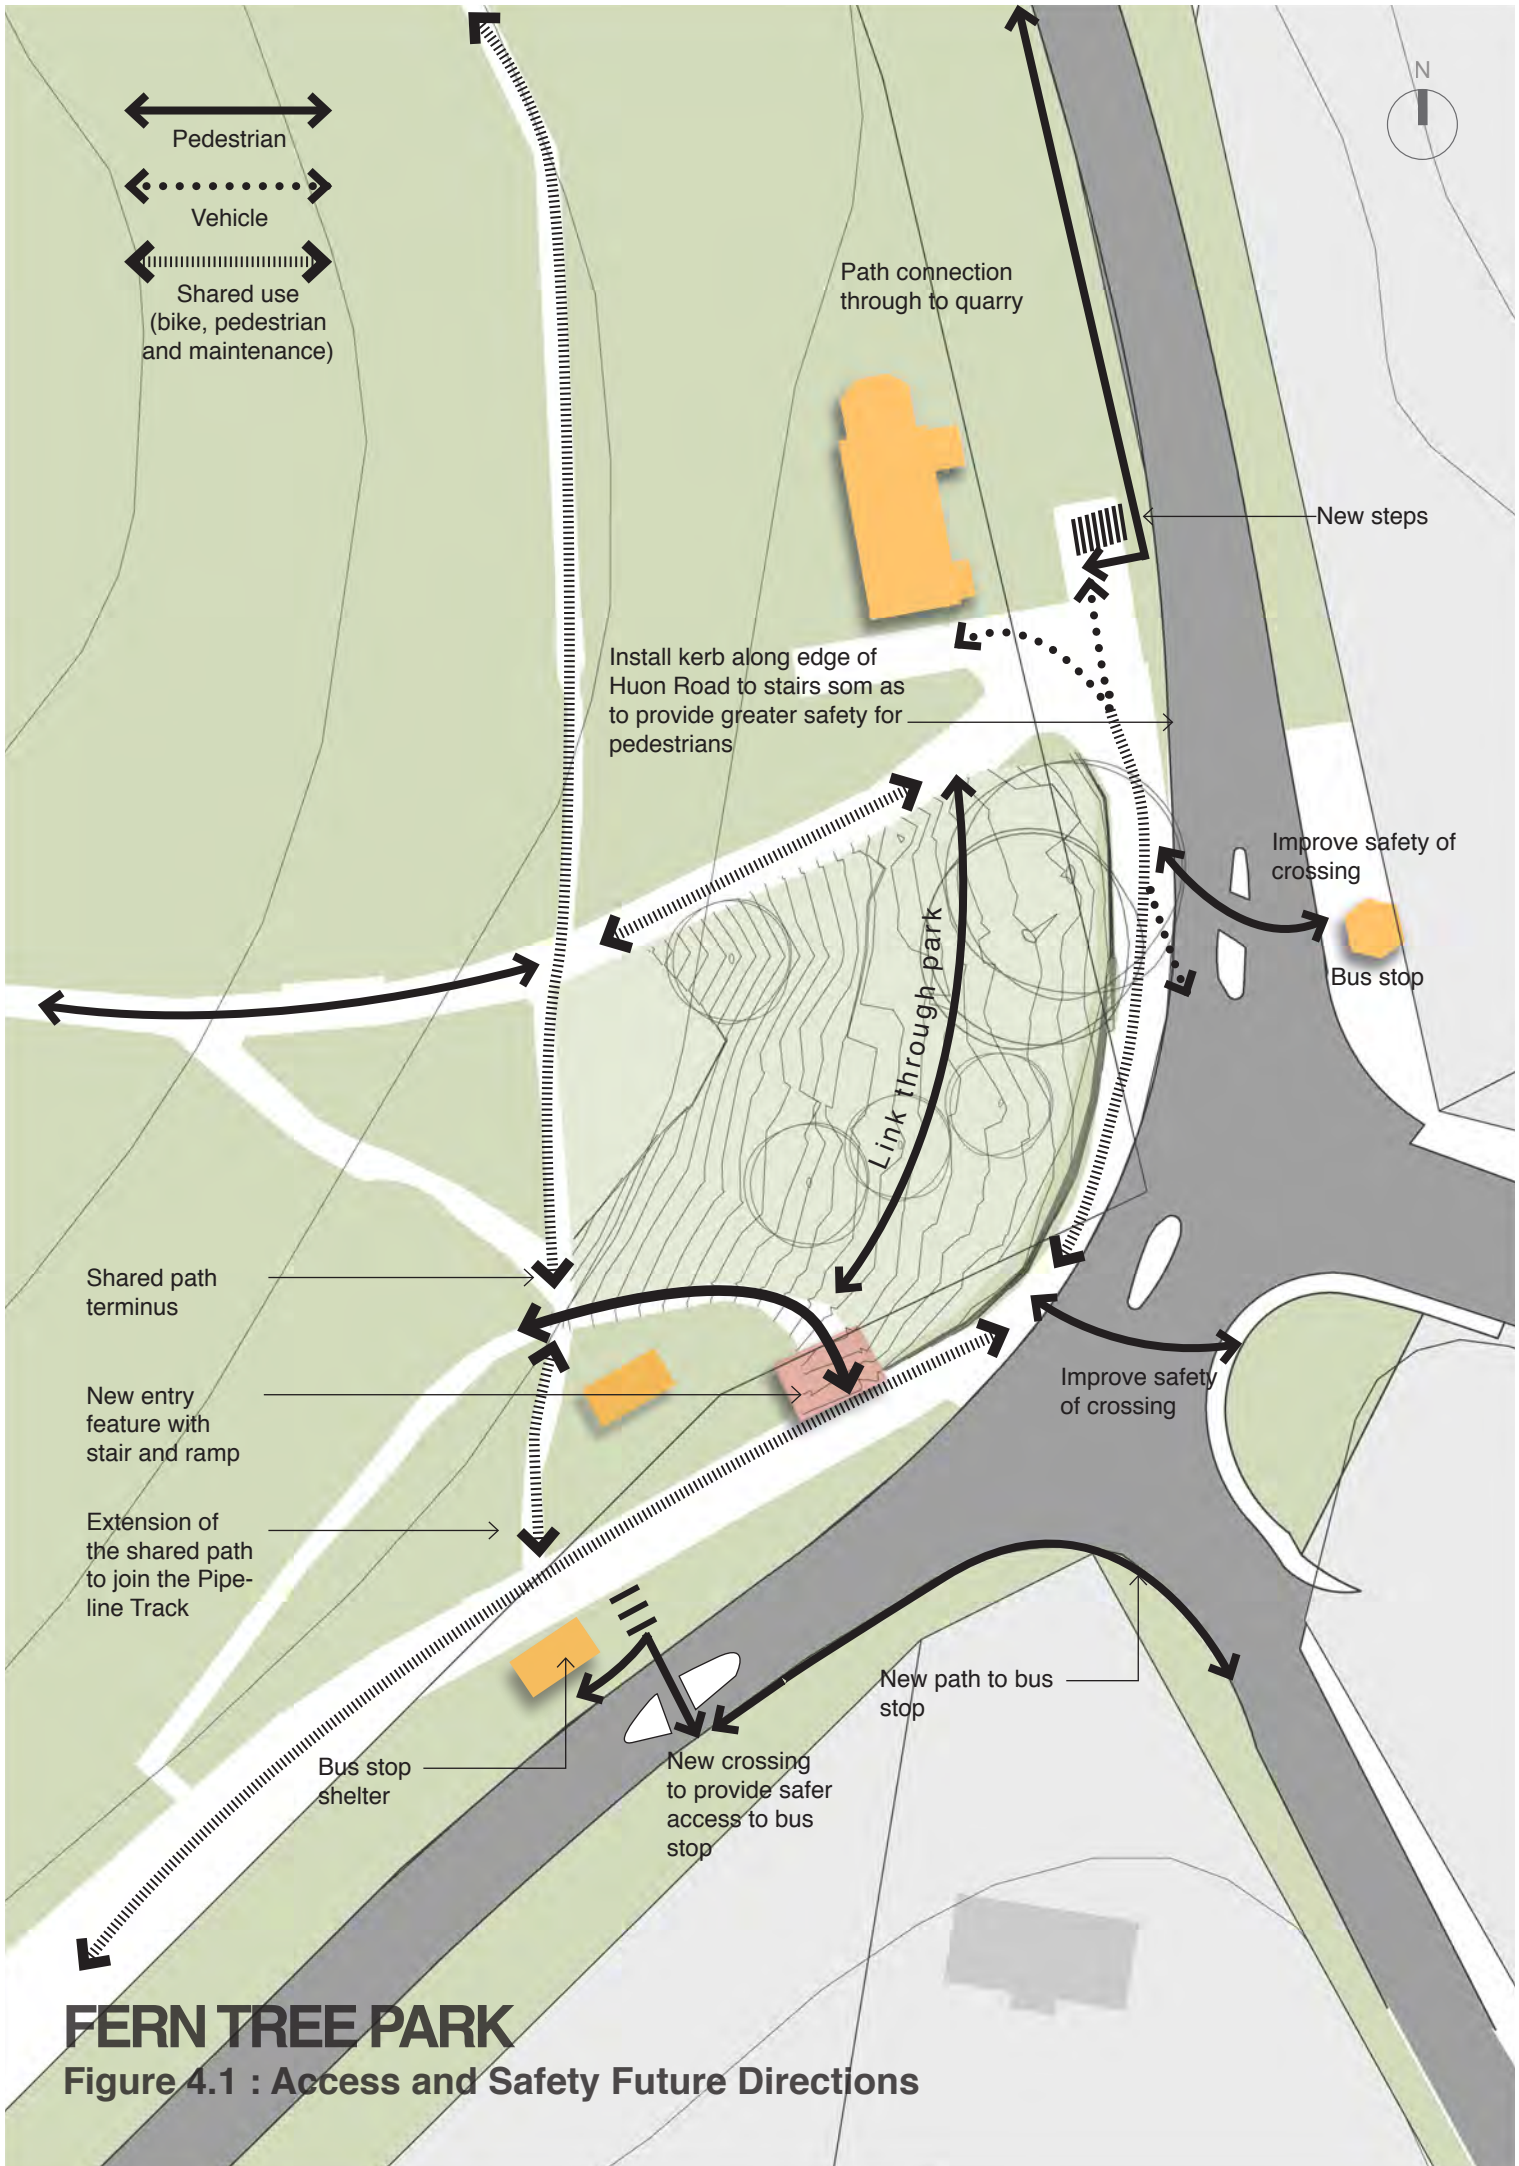 N
Pedestrian
Vehicle
Shared use
(bike, pedestrian
and maintenance)
Path connection
through to quarry
New steps
Install kerb along edge of
Huon Road to stairs som as
to provide greater safety for
pedestrians
Improve safety of
crossing
Bus stop
Link through park
Shared path
terminus
New entry
feature with
stair and ramp
Improve safety
of crossing
Extension of
the shared path
to join the Pipe-
line Track
New path to bus
stop
Bus stop
shelter
New crossing
to provide safer
access to bus
stop
FERN TREE PARK
Figure 4.1 : Access and Safety Future Directions